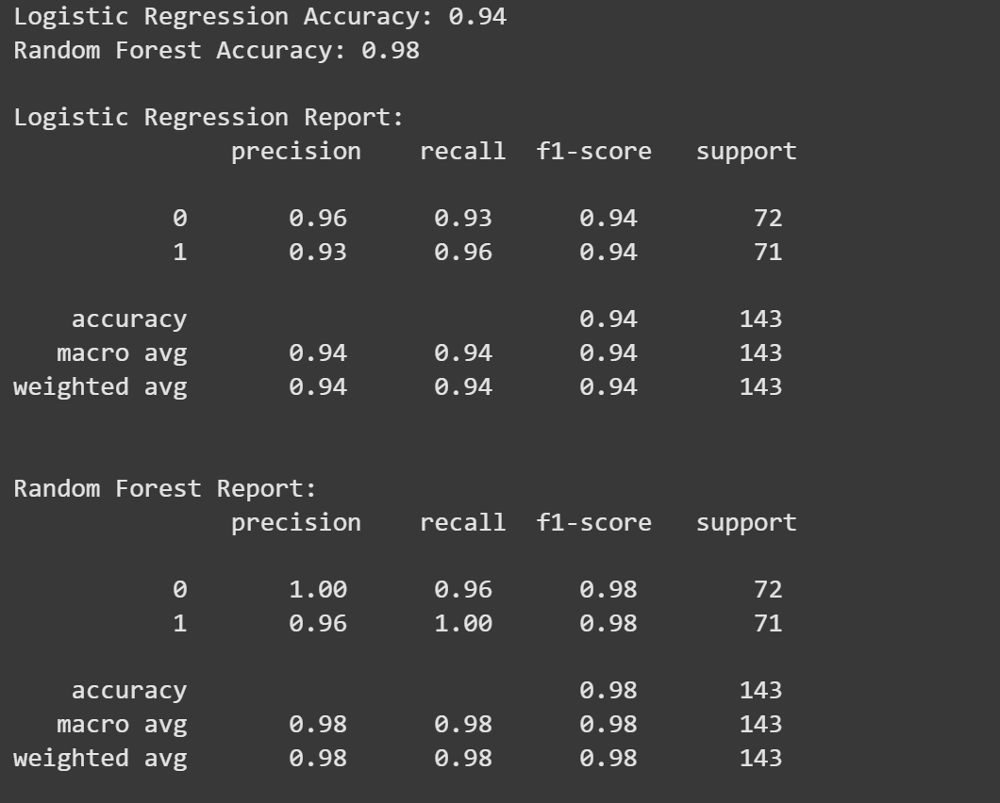 Logistic Regression Accuracy: 0.94
Random Forest Accuracy: 0.98
Logistic Regression Report:
precision recall f1-score support
0 0.96 0.93 0.94 72
1 0.93 0.96 0.94 71
accuracy 0.94 143
macro avg 0.94 0.94 0.94 143
weighted avg 0.94 0.94 0.94 143
Random Forest Report:
precision recall f1-score support
0 1.00 0.96 0.98 72
1 0.96 1.00 0.98 71
accuracy 0.98 143
macro avg 0.98 0.98 0.98 143
weighted avg 0.98 0.98 0.98 143